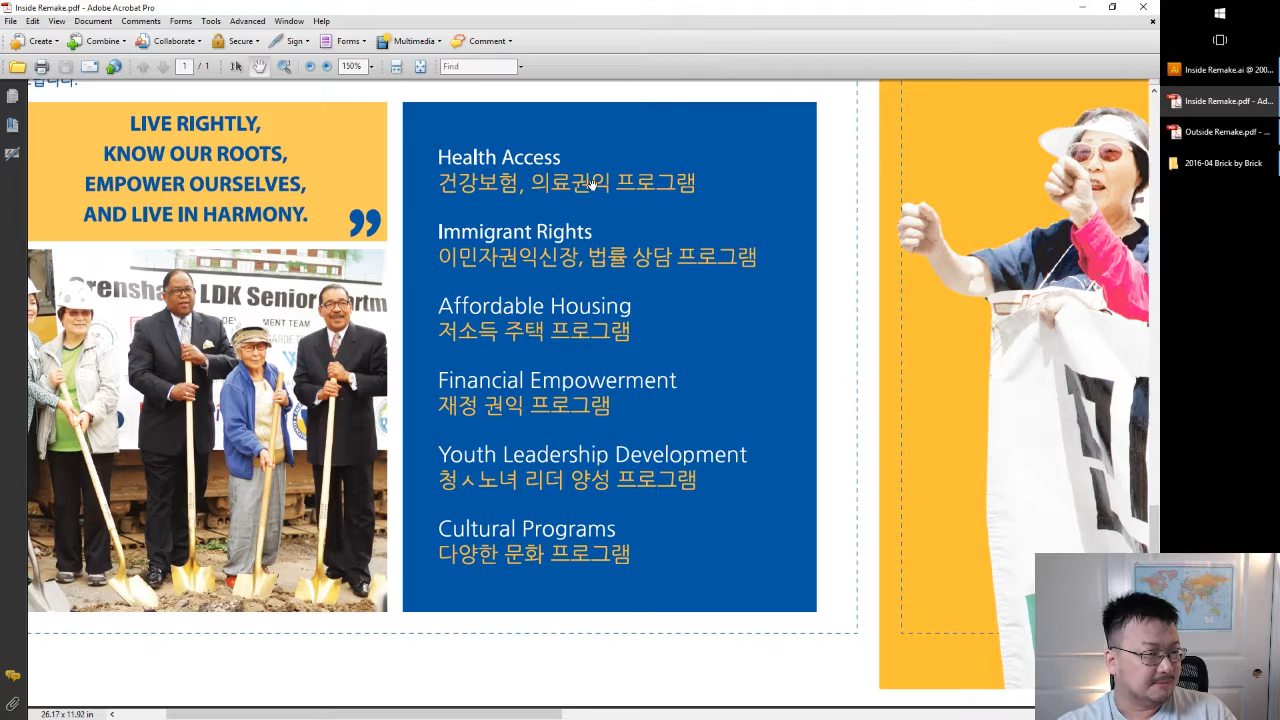 Inside Remake.pdf - Adobe Acrobat Pro
File Edit View Document Comments Forms Tools Advanced Window Help
Create Combine Collaborate Secure Sign Forms Multimedia Comment
1 / 1 150% Find
LIVE RIGHTLY,
KNOW OUR ROOTS,
EMPOWER OURSELVES,
AND LIVE IN HARMONY.
”
LDK Senior
MENT TEAM
Health Access
건강보험, 의료권익 프로그램
Immigrant Rights
이민자권익신장, 법률 상담 프로그램
Affordable Housing
저소득 주택 프로그램
Financial Empowerment
재정 권익 프로그램
Youth Leadership Development
청ㅅ노녀 리더 양성 프로그램
Cultural Programs
다양한 문화 프로그램
26.17 x 11.92 in
Inside Remake.ai @ 200...
Inside Remake.pdf - Ad...
Outside Remake.pdf - ...
2016-04 Brick by Brick